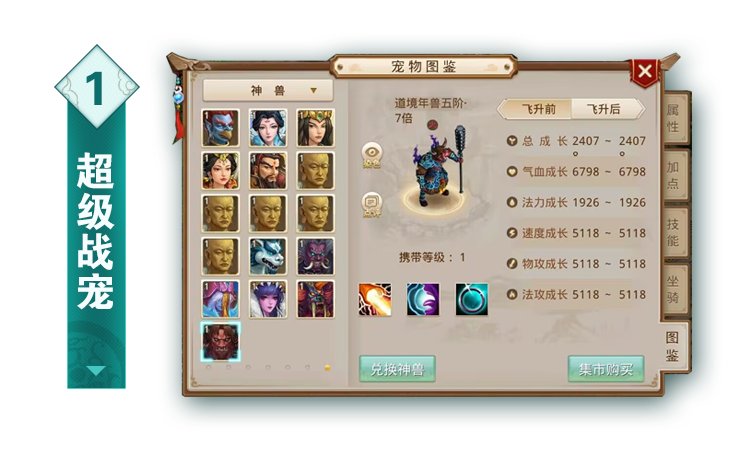 1
超级战宠
宠物图鉴
神 兽
道境年兽五阶·
7倍
携带等级：1
兑换神兽
飞升前
飞升后
总 成 长 2407 ~ 2407
气血成长 6798 ~ 6798
法力成长 1926 ~ 1926
速度成长 5118 ~ 5118
物攻成长 5118 ~ 5118
法攻成长 5118 ~ 5118
集市购买
属性
加点
技能
坐骑
图鉴